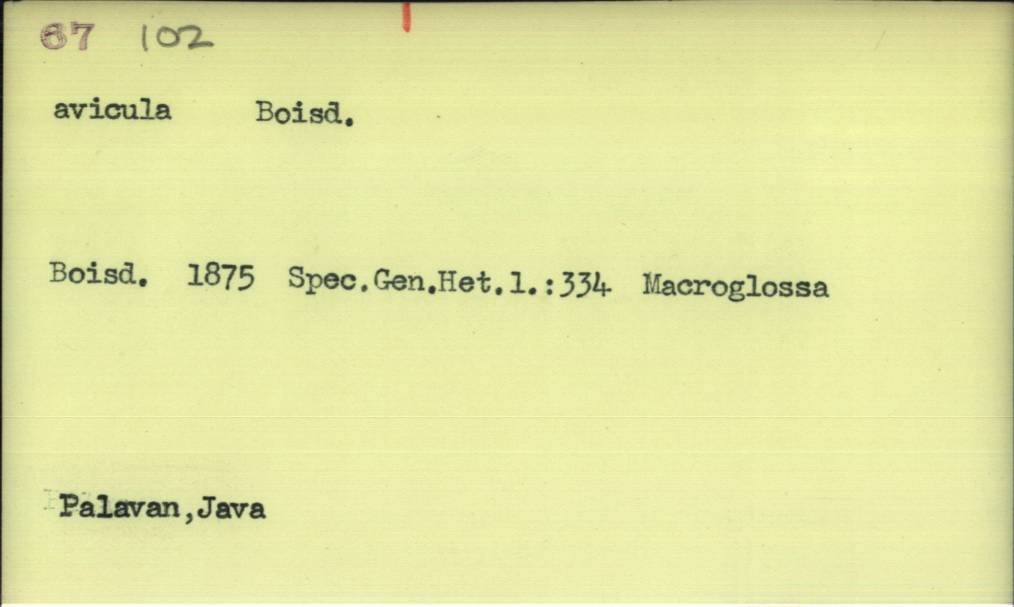 67 102
avicula Boisd.
Boisd. 1875 Spec.Gen.Het.1.:334 Macroglossa
Palavan,Java